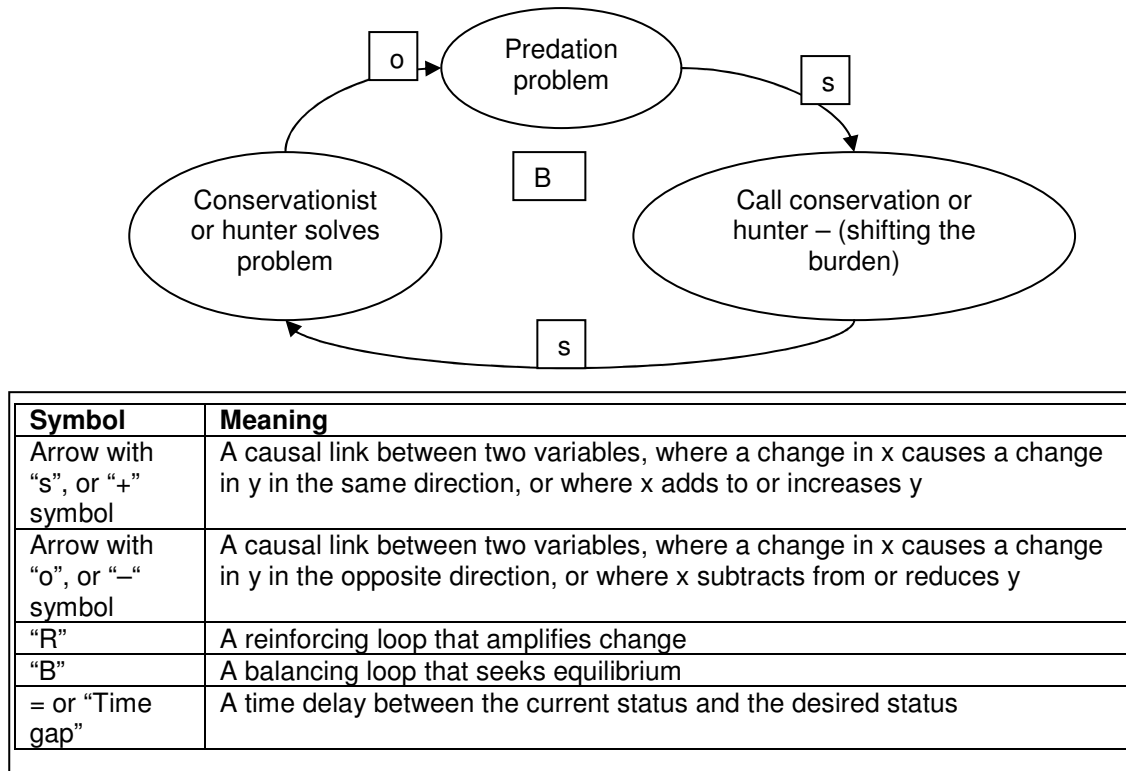 o
Predation
problem
s
B
Conservationist
or hunter solves
problem
Call conservation or
hunter – (shifting the
burden)
s
Symbol Meaning
Arrow with
“s”, or “+”
symbol
A causal link between two variables, where a change in x causes a change
in y in the same direction, or where x adds to or increases y
Arrow with
“o”, or “–“
symbol
A causal link between two variables, where a change in x causes a change
in y in the opposite direction, or where x subtracts from or reduces y
“R” A reinforcing loop that amplifies change
“B” A balancing loop that seeks equilibrium
= or “Time
gap”
A time delay between the current status and the desired status